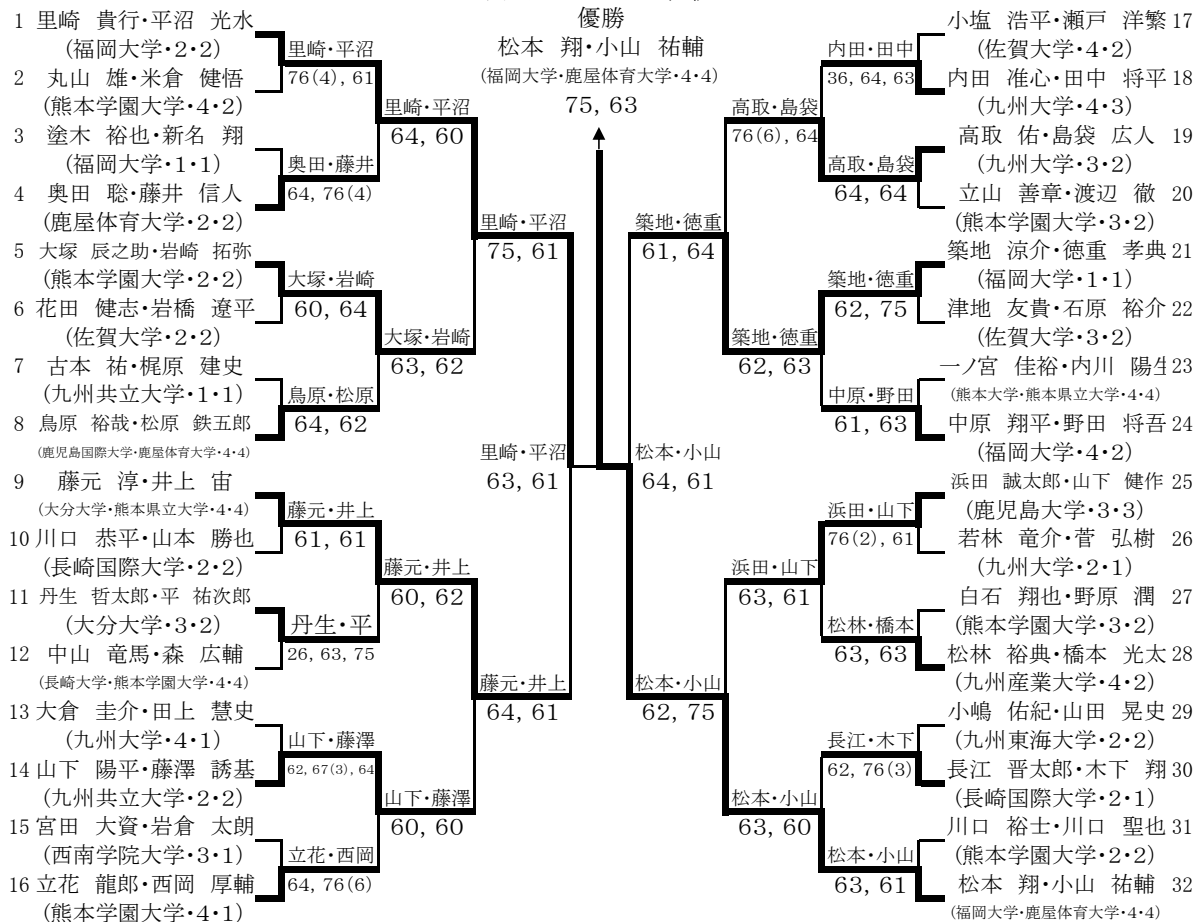 優勝
松本 翔・小山 祐輔
(福岡大学・鹿屋体育大学・4・4)
75, 63
1 里崎 貴行・平沼 光水
(福岡大学・2・2)
2 丸山 雄・米倉 健悟
(熊本学園大学・4・2)
3 塗木 裕也・新名 翔
(福岡大学・1・1)
4 奥田 聡・藤井 信人
(鹿屋体育大学・2・2)
5 大塚 辰之助・岩崎 拓弥
(熊本学園大学・2・2)
6 花田 健志・岩橋 遼平
(佐賀大学・2・2)
7 古本 祐・梶原 建史
(九州共立大学・1・1)
8 鳥原 裕哉・松原 鉄五郎
(鹿児島国際大学・鹿屋体育大学・4・4)
9 藤元 淳・井上 宙
(大分大学・熊本県立大学・4・4)
10 川口 恭平・山本 勝也
(長崎国際大学・2・2)
11 丹生 哲太郎・平 祐次郎
(大分大学・3・2)
12 中山 竜馬・森 広輔
(長崎大学・熊本学園大学・4・4)
13 大倉 圭介・田上 慧史
(九州大学・4・1)
14 山下 陽平・藤澤 誘基
(九州共立大学・2・2)
15 宮田 大資・岩倉 太朗
(西南学院大学・3・1)
16 立花 龍郎・西岡 厚輔
(熊本学園大学・4・1)
里崎・平沼
76(4), 61
奥田・藤井
64, 76(4)
大塚・岩崎
60, 64
鳥原・松原
64, 62
藤元・井上
61, 61
丹生・平
26, 63, 75
山下・藤澤
62, 67(3), 64
立花・西岡
64, 76(6)
里崎・平沼
64, 60
大塚・岩崎
63, 62
藤元・井上
60, 62
山下・藤澤
60, 60
里崎・平沼
75, 61
藤元・井上
64, 61
里崎・平沼
63, 61
松本・小山
64, 61
築地・徳重
61, 64
松本・小山
62, 75
高取・島袋
76(6), 64
築地・徳重
62, 63
浜田・山下
63, 61
松本・小山
63, 60
内田・田中
36, 64, 63
高取・島袋
64, 64
築地・徳重
62, 75
中原・野田
61, 63
浜田・山下
76(2), 61
松林・橋本
63, 63
長江・木下
62, 76(3)
松本・小山
63, 61
小塩 浩平・瀬戸 洋繁 17
(佐賀大学・4・2)
内田 准心・田中 将平 18
(九州大学・4・3)
高取 佑・島袋 広人 19
(九州大学・3・2)
立山 善章・渡辺 徹 20
(熊本学園大学・3・2)
築地 涼介・徳重 孝典 21
(福岡大学・1・1)
津地 友貴・石原 裕介 22
(佐賀大学・3・2)
一ノ宮 佳裕・内川 陽生 23
(熊本大学・熊本県立大学・4・4)
中原 翔平・野田 将吾 24
(福岡大学・4・2)
浜田 誠太郎・山下 健作 25
(鹿児島大学・3・3)
若林 竜介・菅 弘樹 26
(九州大学・2・1)
白石 翔也・野原 潤 27
(熊本学園大学・3・2)
松林 裕典・橋本 光太 28
(九州産業大学・4・2)
小嶋 佑紀・山田 晃史 29
(九州東海大学・2・2)
長江 晋太郎・木下 翔 30
(長崎国際大学・2・1)
川口 裕士・川口 聖也 31
(熊本学園大学・2・2)
松本 翔・小山 祐輔 32
(福岡大学・鹿屋体育大学・4・4)